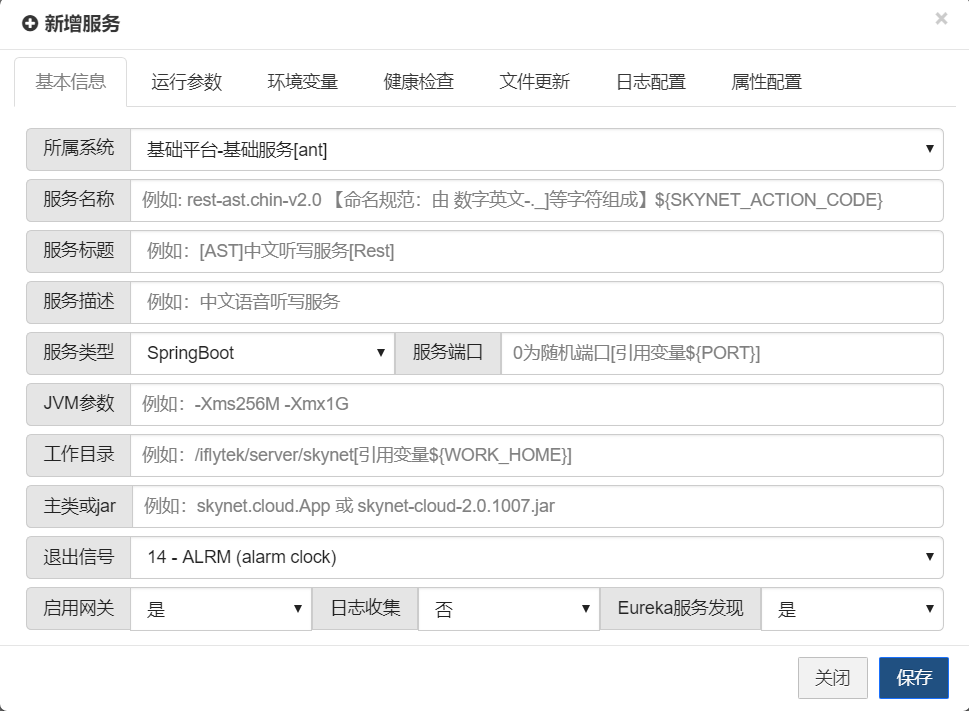 新增服务 ×
基本信息 运行参数 环境变量 健康检查 文件更新 日志配置 属性配置
所属系统 基础平台-基础服务[ant]
服务名称 例如: rest-ast.chin-v2.0 【命名规范：由 数字英文-._]等字符组成】${SKYNET_ACTION_CODE}
服务标题 例如：[AST]中文听写服务[Rest]
服务描述 例如：中文语音听写服务
服务类型 SpringBoot 服务端口 0为随机端口[引用变量${PORT}]
JVM参数 例如：-Xms256M -Xmx1G
工作目录 例如：/iflytek/server/skynet[引用变量${WORK_HOME}]
主类或jar 例如：skynet.cloud.App 或 skynet-cloud-2.0.1007.jar
退出信号 14 - ALRM (alarm clock)
启用网关 是 日志收集 否 Eureka服务发现 是
关闭 保存